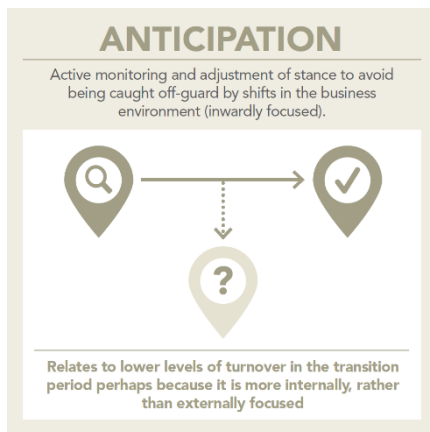 ANTICIPATION
Active monitoring and adjustment of stance to avoid
being caught off-guard by shifts in the business
environment (inwardly focused).
?
Relates to lower levels of turnover in the transition
period perhaps because it is more internally, rather
than externally focused